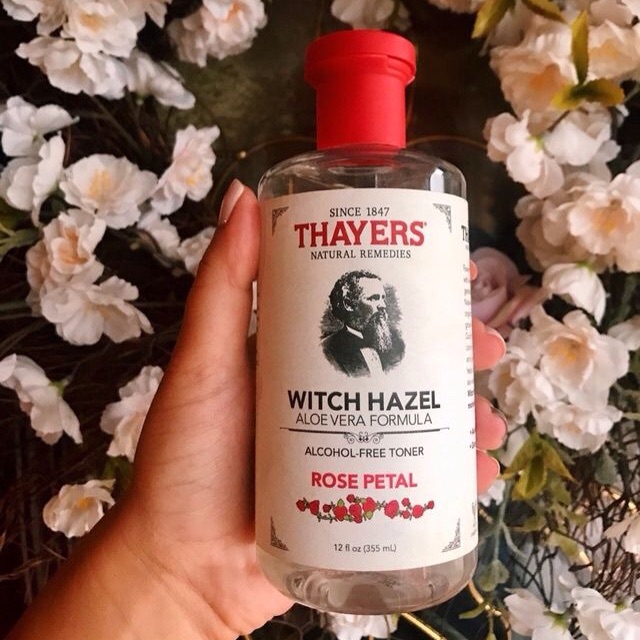 SINCE 1847
THAYERS®
NATURAL REMEDIES
WITCH HAZEL
ALOE VERA FORMULA
ALCOHOL-FREE TONER
ROSE PETAL
12 fl oz (355 mL)